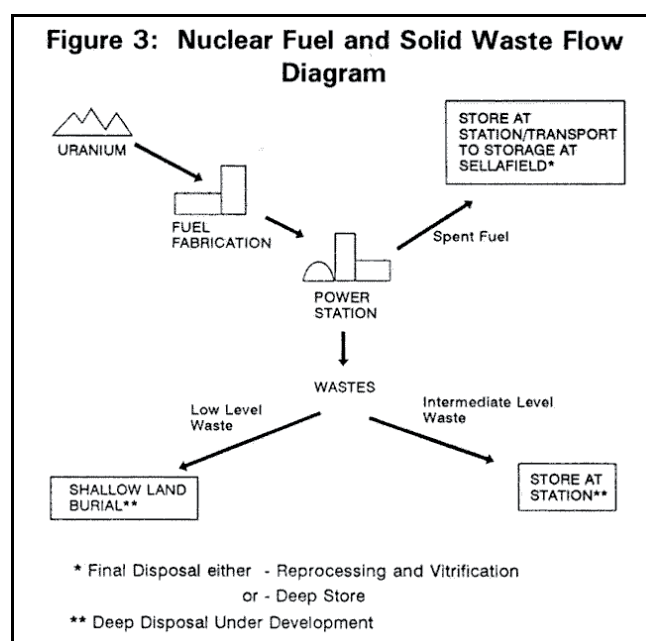 Figure 3: Nuclear Fuel and Solid Waste Flow
Diagram
URANIUM
STORE AT
STATION/TRANSPORT
TO STORAGE AT
SELLAFIELD*
FUEL
FABRICATION
Spent Fuel
POWER
STATION
WASTES
Low Level
Waste
Intermediate Level
Waste
SHALLOW LAND
BURIAL**
STORE AT
STATION**
* Final Disposal either - Reprocessing and Vitrification
or - Deep Store
** Deep Disposal Under Development